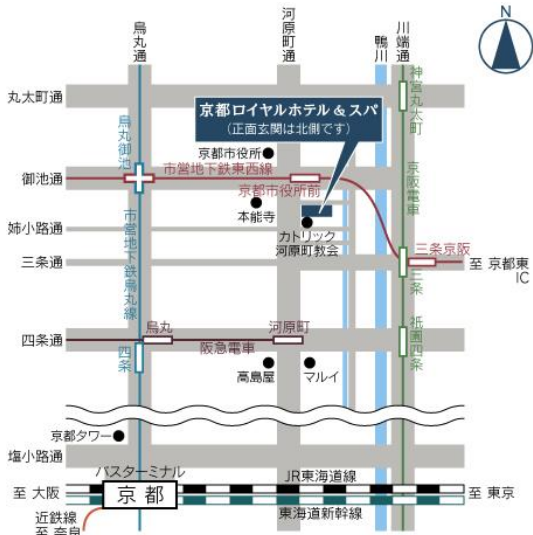 烏丸通
河原町通
鴨川
川端通
N
丸太町通
神宮丸太町
京都ロイヤルホテル&スパ
(正面玄関は北側です)
烏丸御池
京都市役所
市営地下鉄東西線
御池通
京都市役所前
京阪電車
本能寺
姉小路通
カトリック
河原町教会
市営地下鉄烏丸線
三条通
三条京阪
至 京都東
IC
三条
四条通
烏丸
河原町
阪急電車
四条
祇園四条
高島屋
マルイ
京都タワー
塩小路通
バスターミナル
JR東海道線
至 大阪
京都
至 東京
東海道新幹線
近鉄線
至 奈良